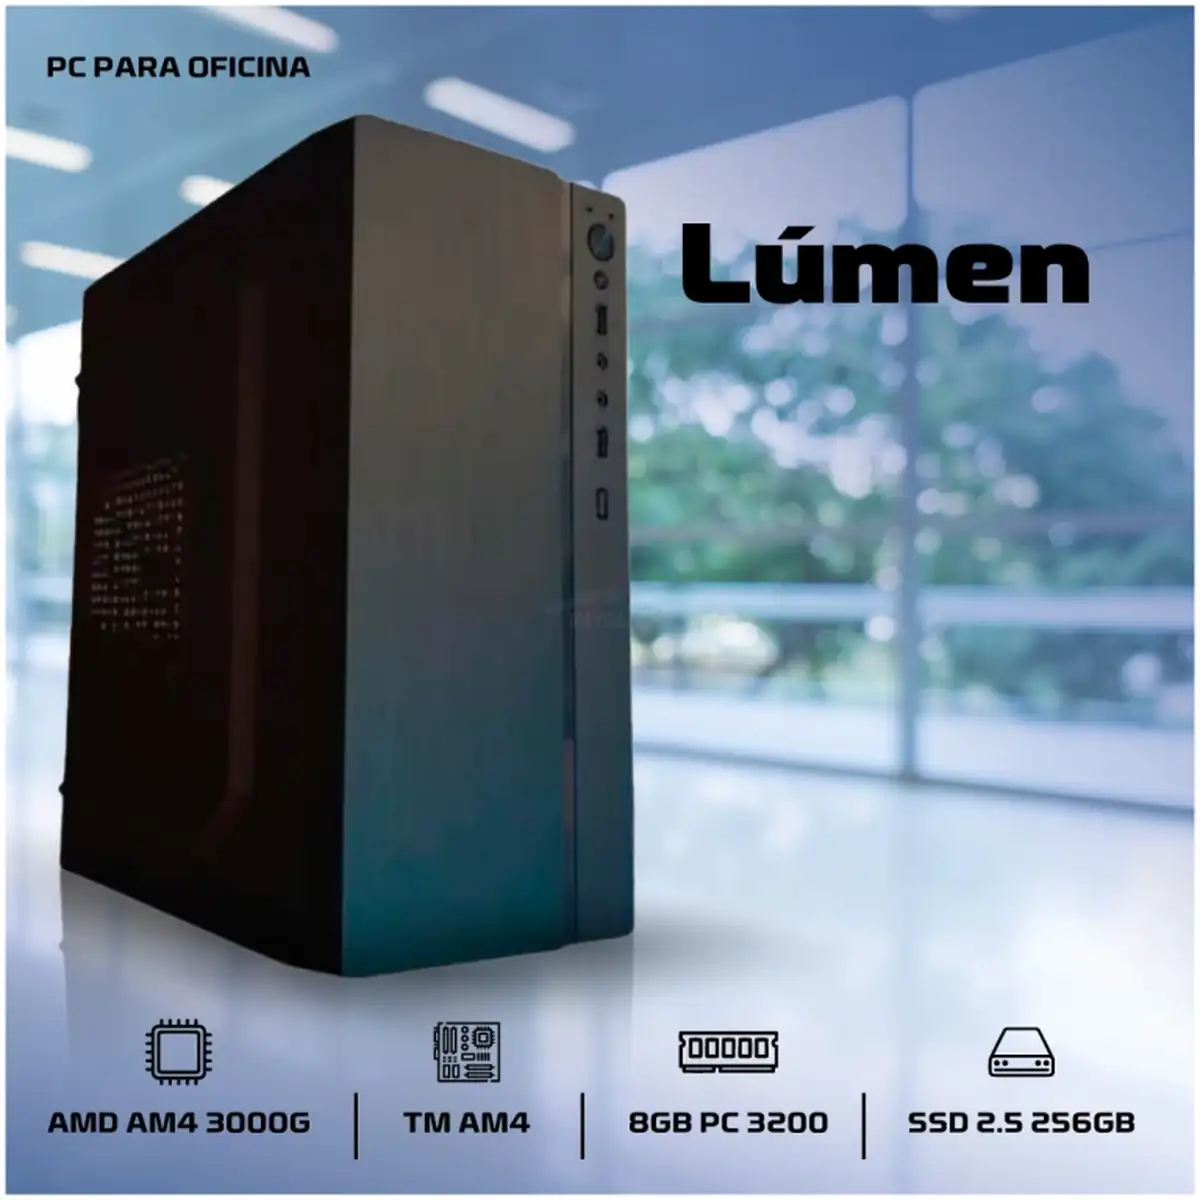 PC PARA OFICINA
Lúmen
AMD AM4 3000G
TM AM4
8GB PC 3200
SSD 2.5 256GB